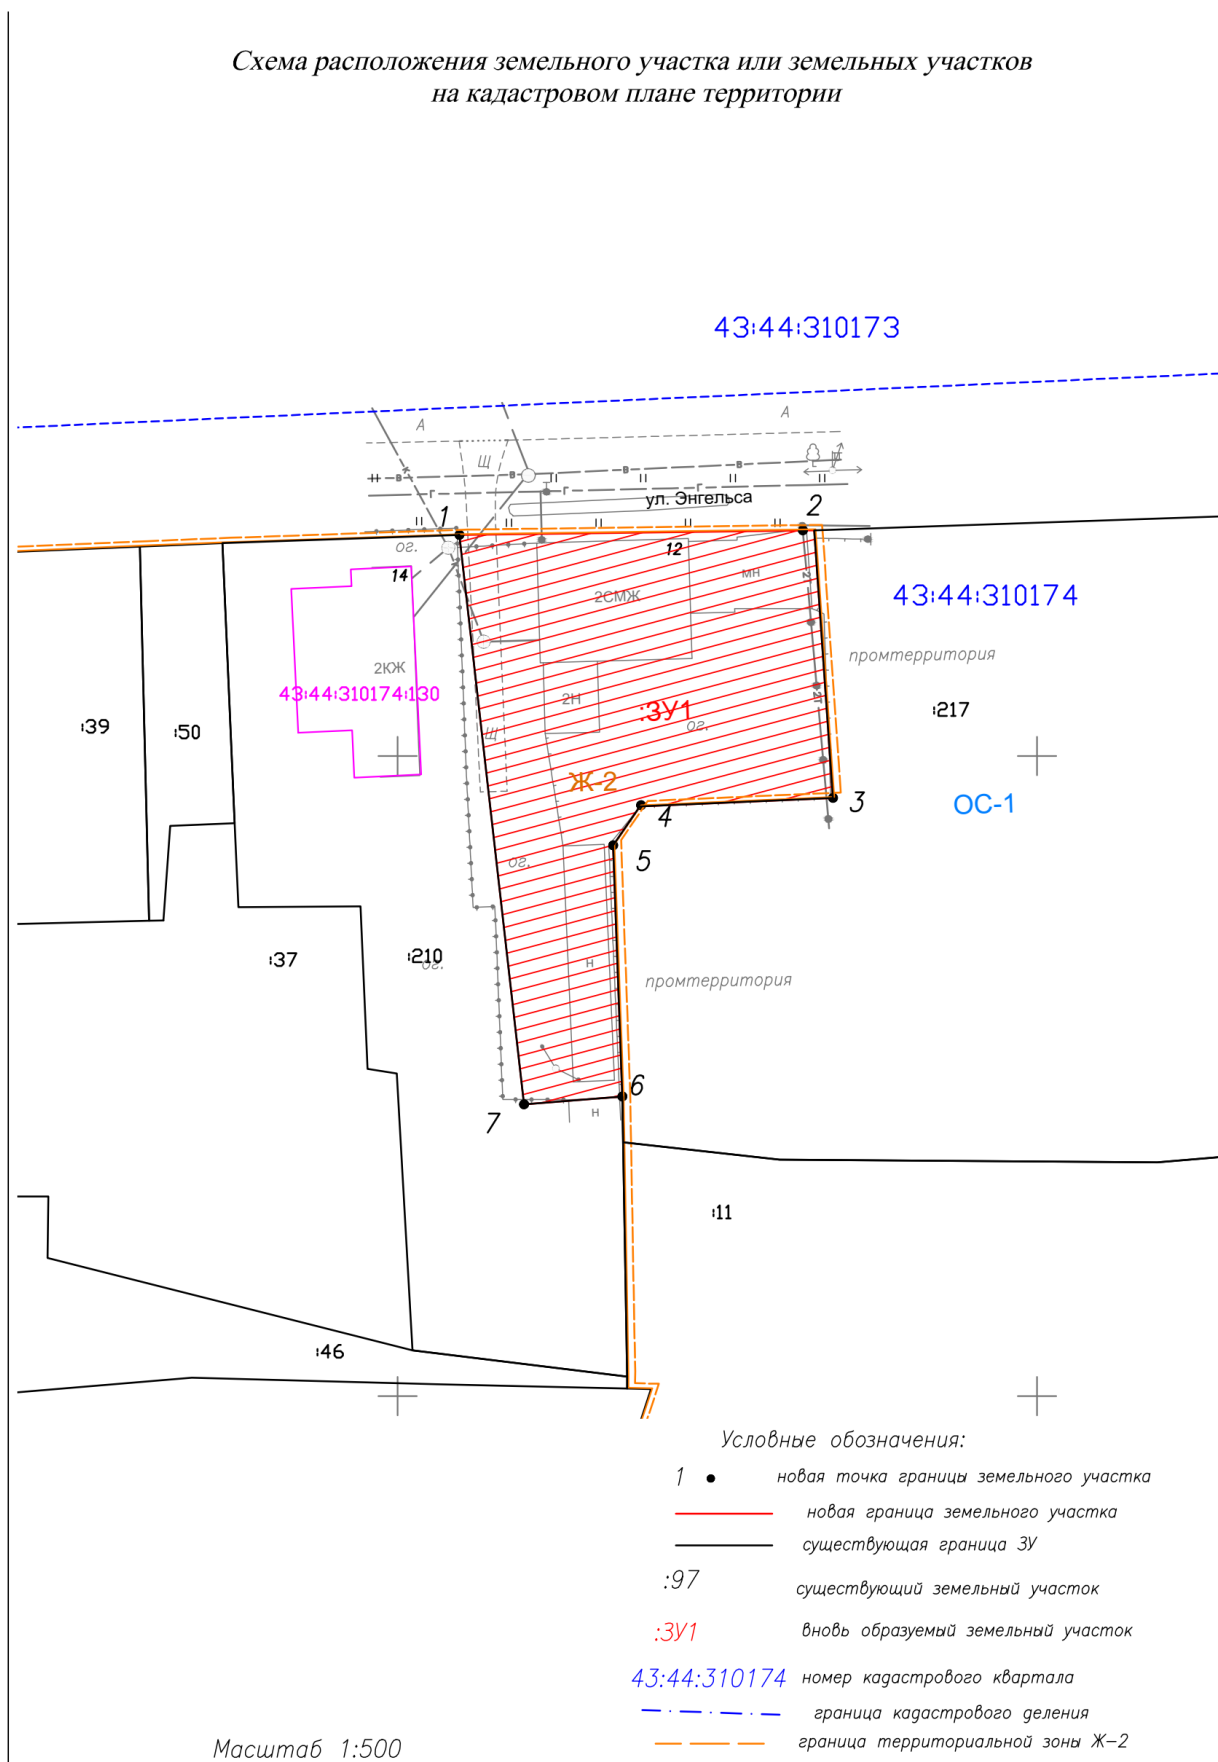 Схема расположения земельного участка или земельных участков
на кадастровом плане территории
43:44:310173
А
А
Щ
В
В
В
Г
Г
Г
ул. Энгельса
1
2
ог.
12
14
мн
2СМЖ
43:44:310174
промтерритория
2КЖ
43:44:310174:130
2Н
:ЗУ1
ог.
:217
:39
:50
Щ
Ж-2
ОС-1
3
4
5
ог.
:37
:210
ог.
н
промтерритория
6
7
н
:11
:46
Условные обозначения:
1 новая точка границы земельного участка
новая граница земельного участка
существующая граница ЗУ
:97 существующий земельный участок
:ЗУ1 вновь образуемый земельный участок
43:44:310174 номер кадастрового квартала
граница кадастрового деления
граница территориальной зоны Ж-2
Масштаб 1:500